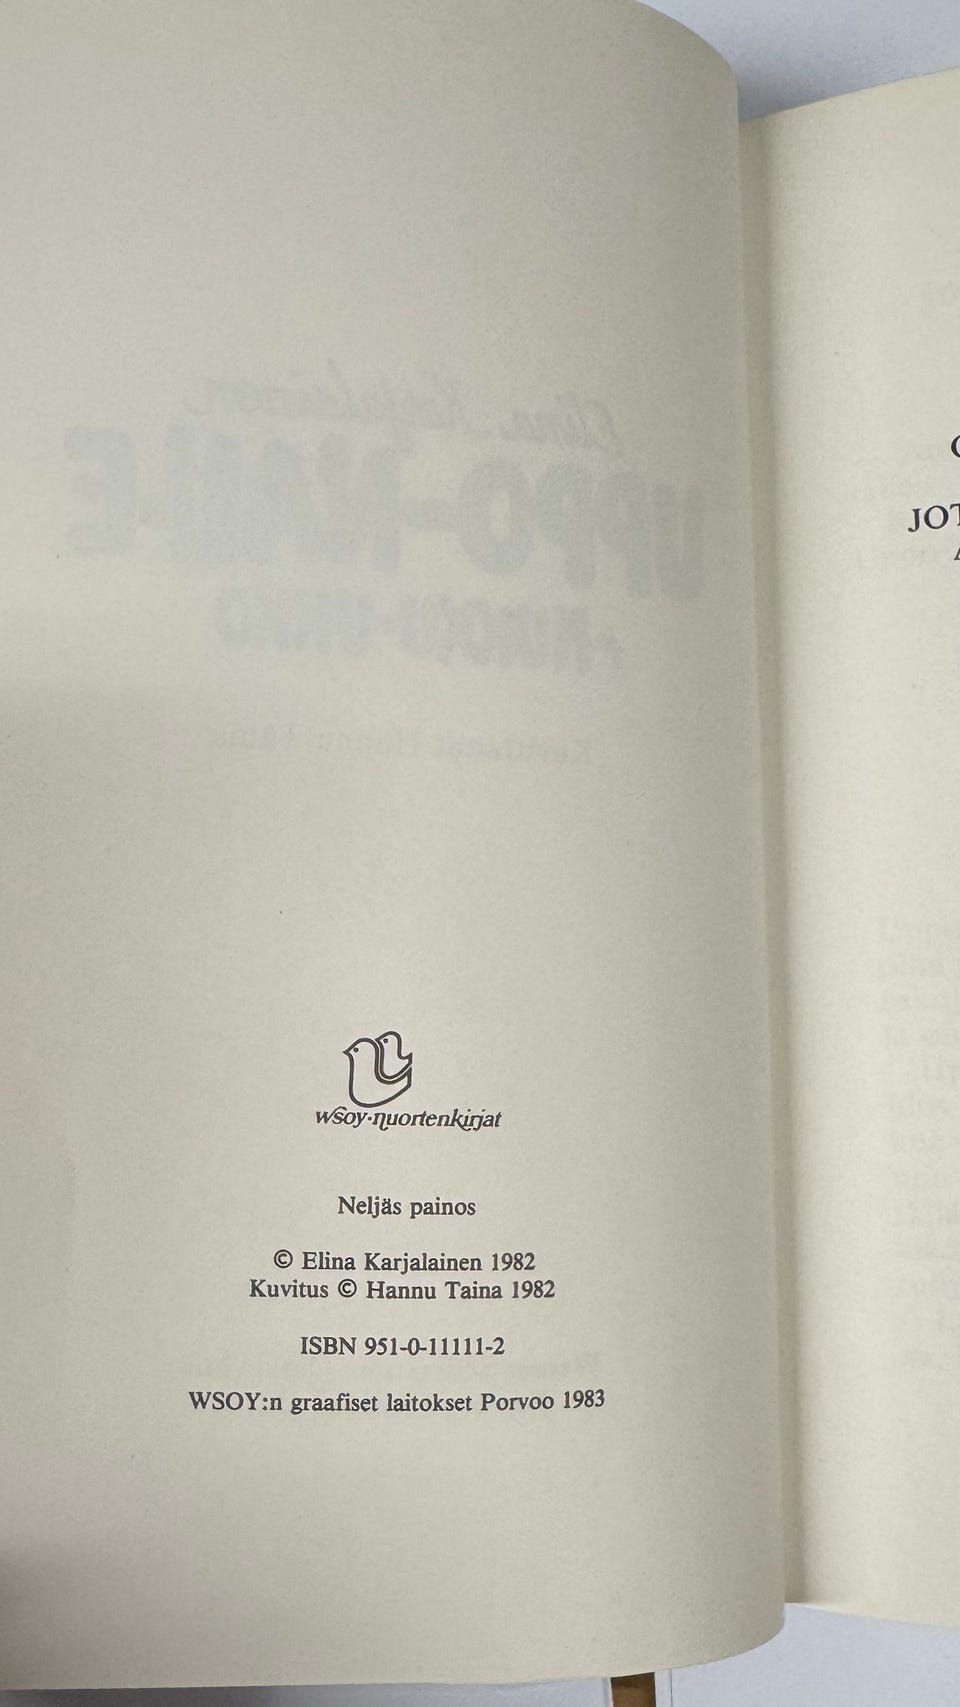 wsoy·nuortenkirjat
Neljäs painos
© Elina Karjalainen 1982
Kuvitus © Hannu Taina 1982
ISBN 951-0-11111-2
WSOY:n graafiset laitokset Porvoo 1983
JOT